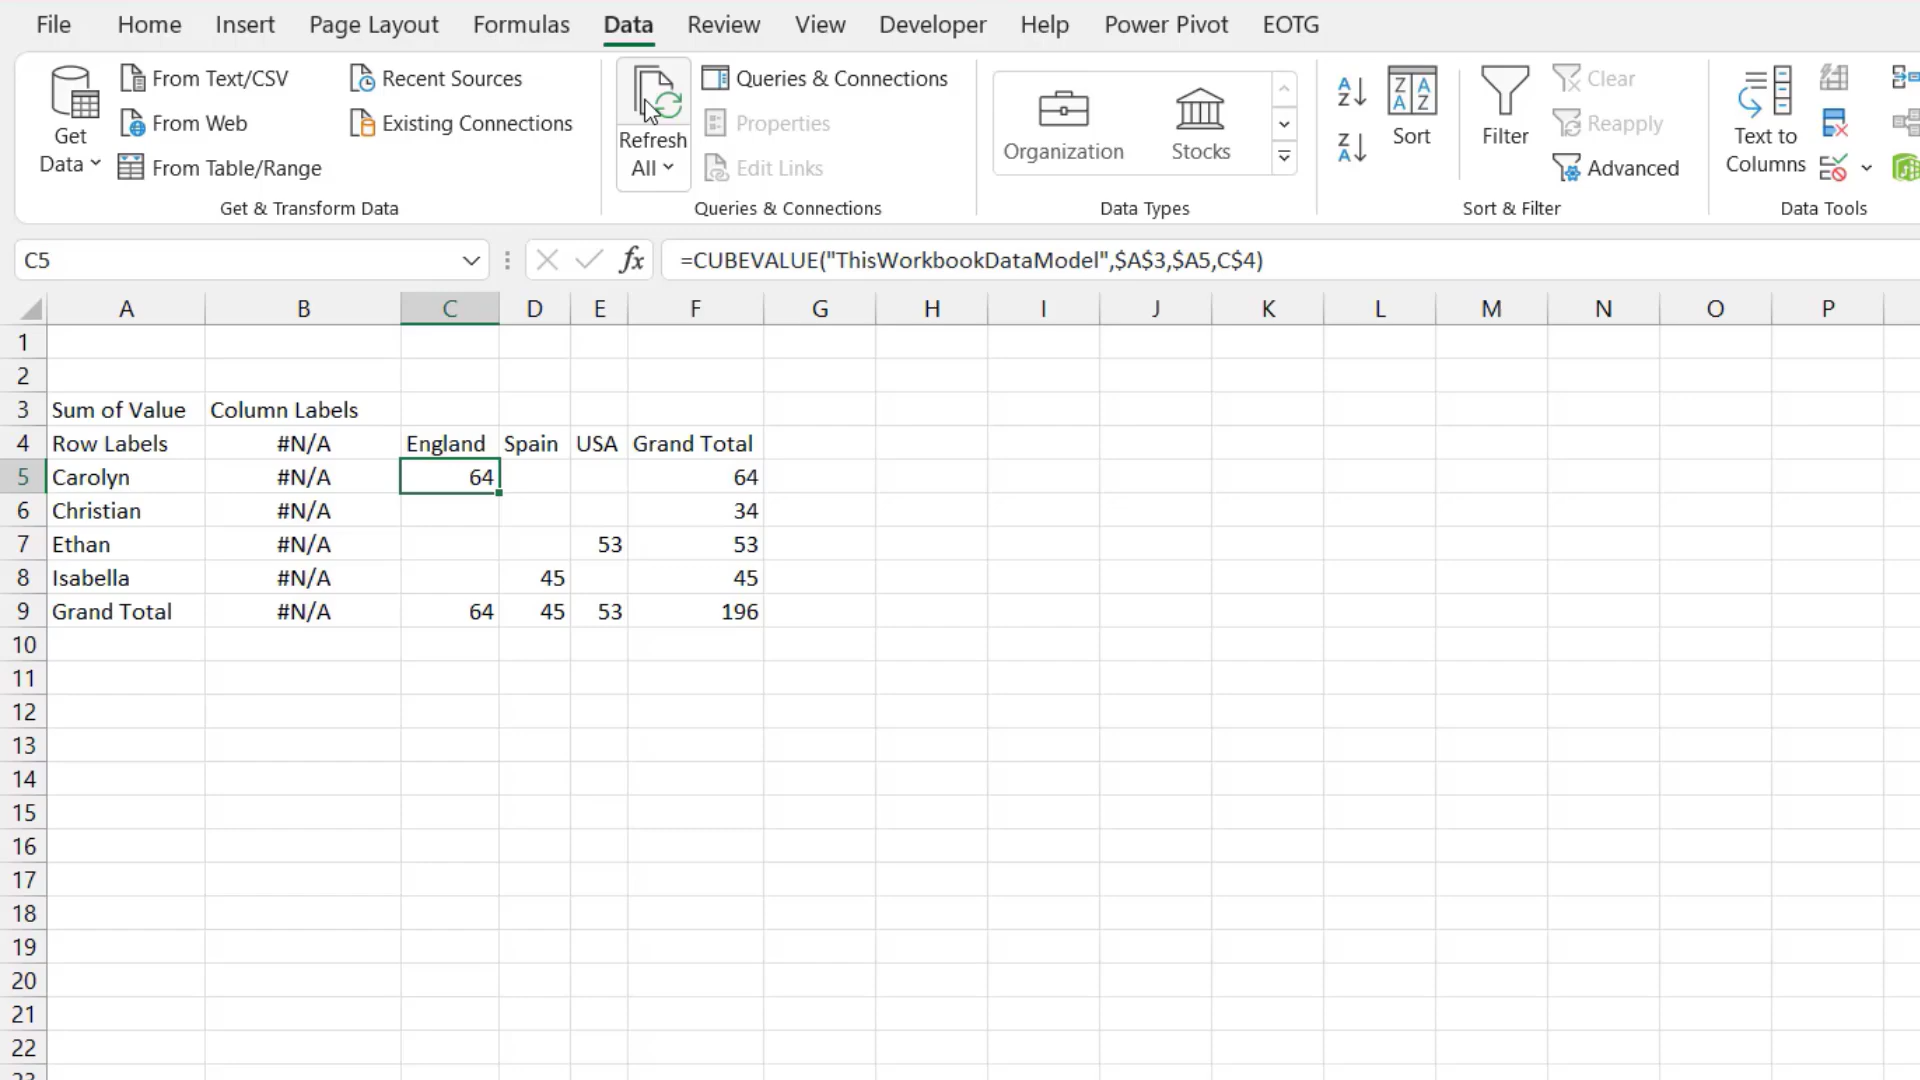 File Home Insert Page Layout Formulas Data Review View Developer Help Power Pivot EOTG
Get Data
From Text/CSV
From Web
From Table/Range
Recent Sources
Existing Connections
Get & Transform Data
Refresh All
Queries & Connections
Properties
Edit Links
Queries & Connections
Organization
Stocks
Data Types
Sort
Filter
Clear
Reapply
Advanced
Sort & Filter
Text to Columns
Data Tools
C5 fx =CUBEVALUE("ThisWorkbookDataModel",$A$3,$A5,C$4)
A B C D E F G H I J K L M N O P
1
2
3 Sum of Value Column Labels
4 Row Labels #N/A England Spain USA Grand Total
5 Carolyn #N/A 64 64
6 Christian #N/A 34
7 Ethan #N/A 53 53
8 Isabella #N/A 45 45
9 Grand Total #N/A 64 45 53 196
10
11
12
13
14
15
16
17
18
19
20
21
22